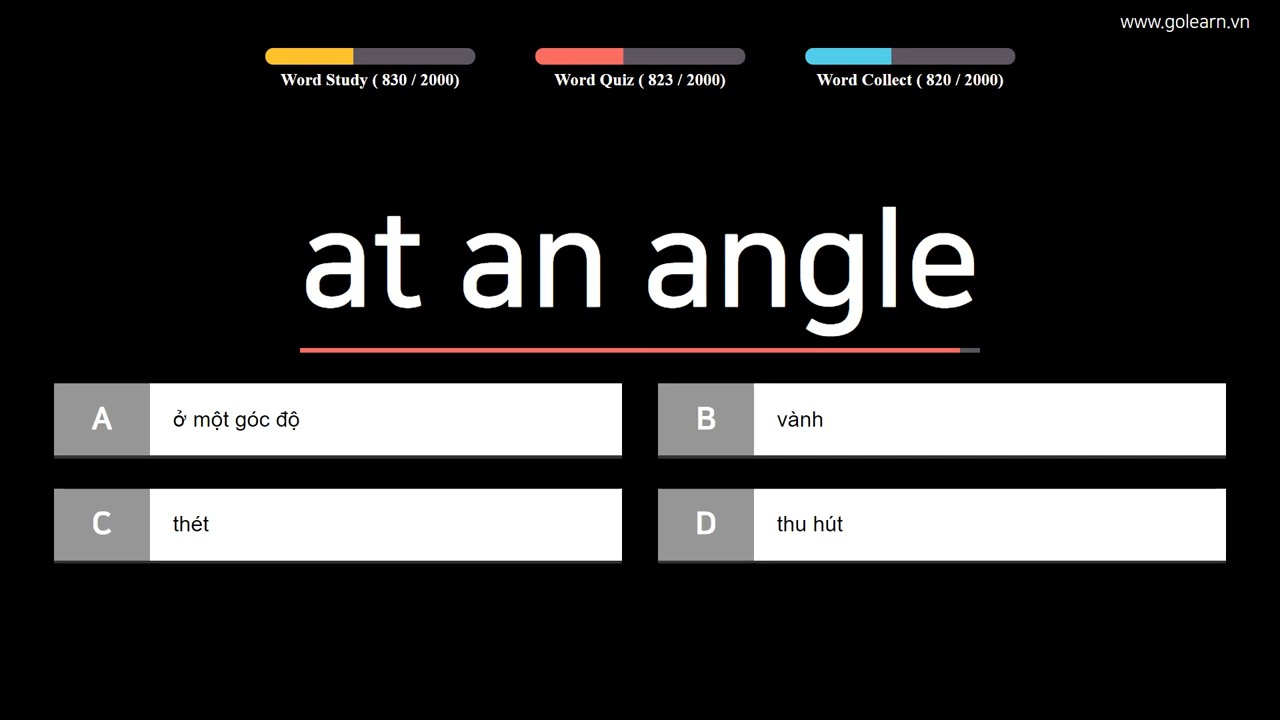 www.golearn.vn
Word Study ( 830 / 2000)
Word Quiz ( 823 / 2000)
Word Collect ( 820 / 2000)
at an angle
A
ở một góc độ
B
vành
C
thét
D
thu hút